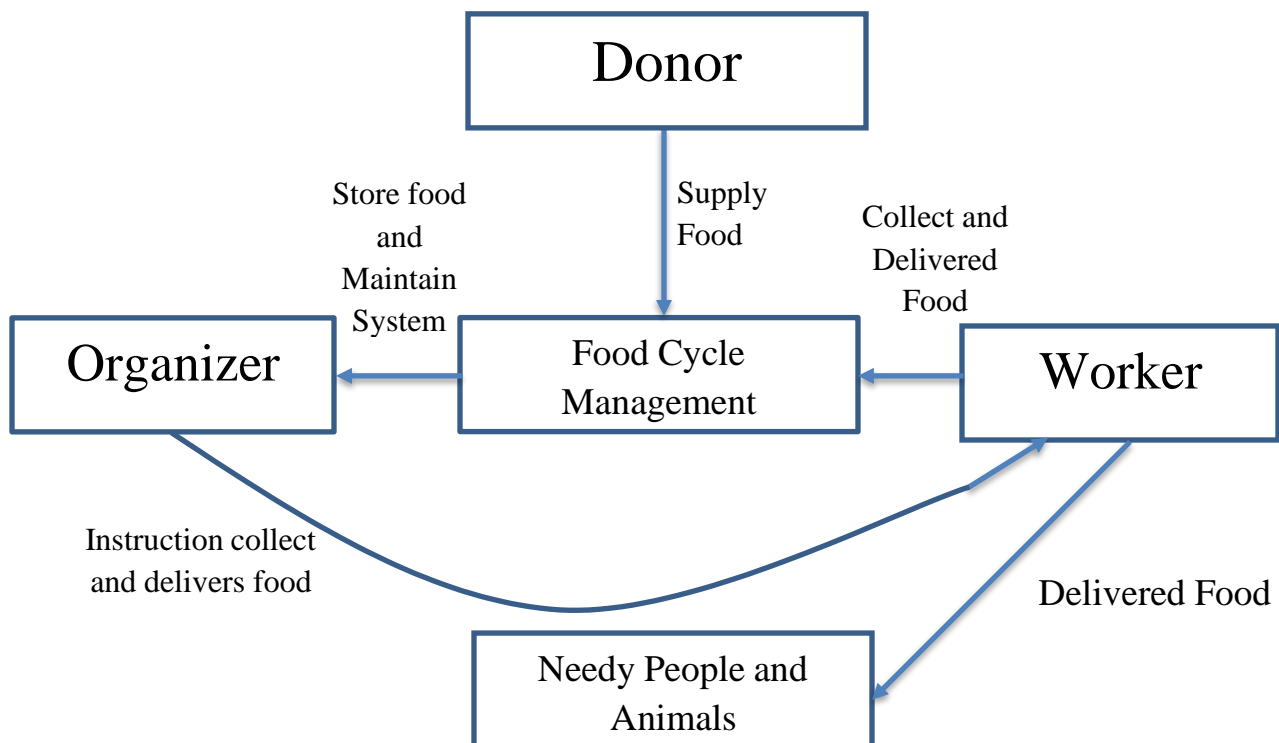 Donor
Store food
and
Maintain
System
Supply
Food
Collect and
Delivered
Food
Organizer
Food Cycle
Management
Worker
Instruction collect
and delivers food
Delivered Food
Needy People and
Animals